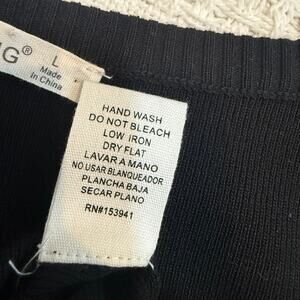 NG® L
Made
in China
HAND WASH
DO NOT BLEACH
LOW IRON
DRY FLAT
LAVAR A MANO
NO USAR BLANQUEADOR
PLANCHA BAJA
SECAR PLANO
RN#153941